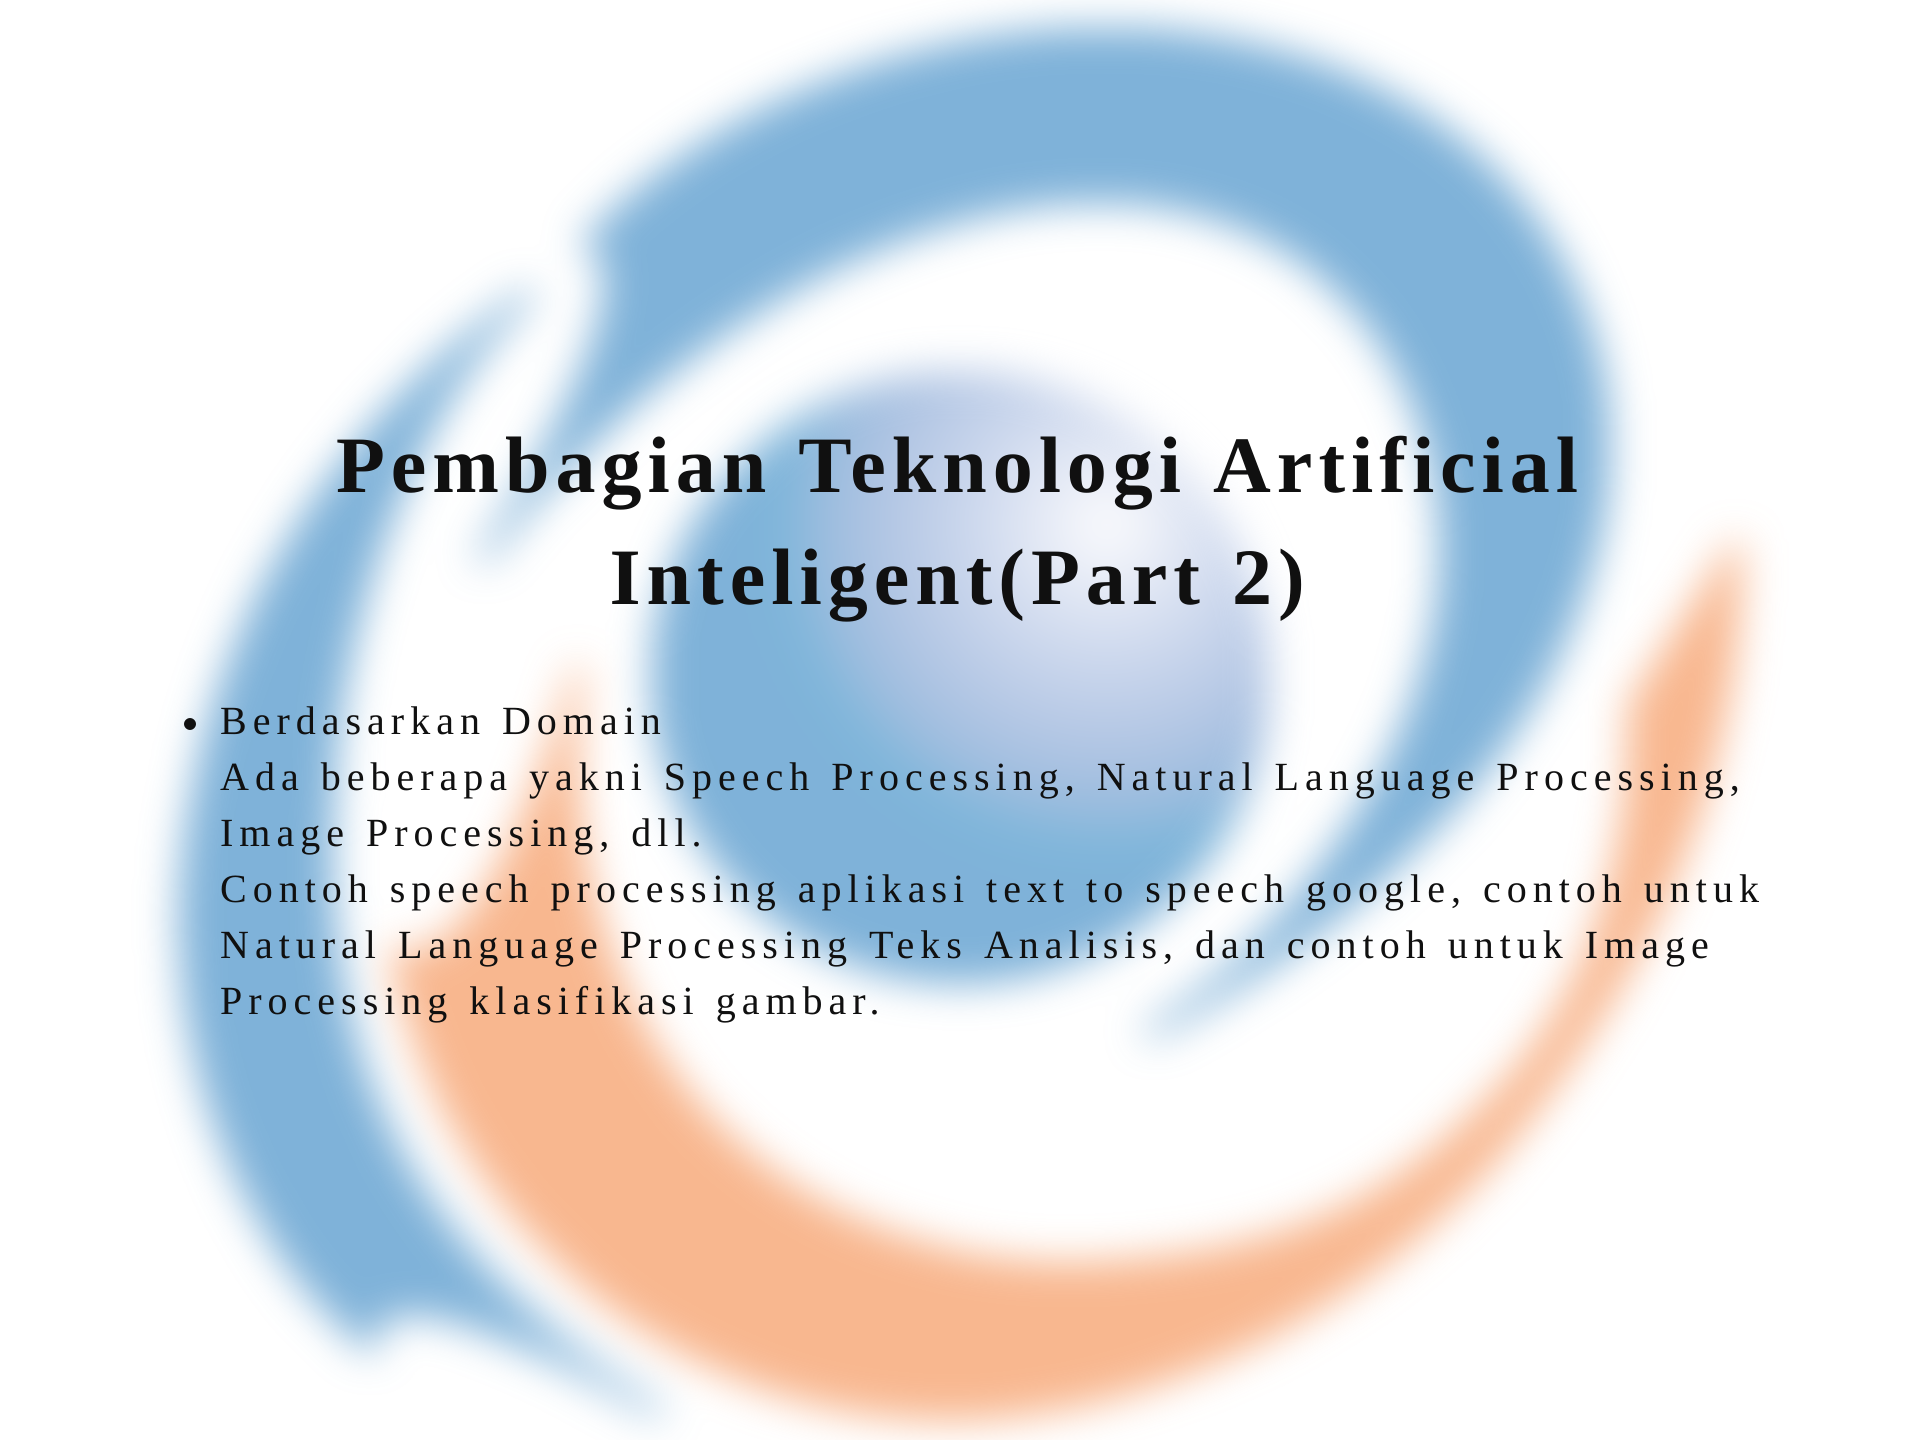 Pembagian Teknologi Artificial
Inteligent(Part 2)
• Berdasarkan Domain
Ada beberapa yakni Speech Processing, Natural Language Processing,
Image Processing, dll.
Contoh speech processing aplikasi text to speech google, contoh untuk
Natural Language Processing Teks Analisis, dan contoh untuk Image
Processing klasifikasi gambar.